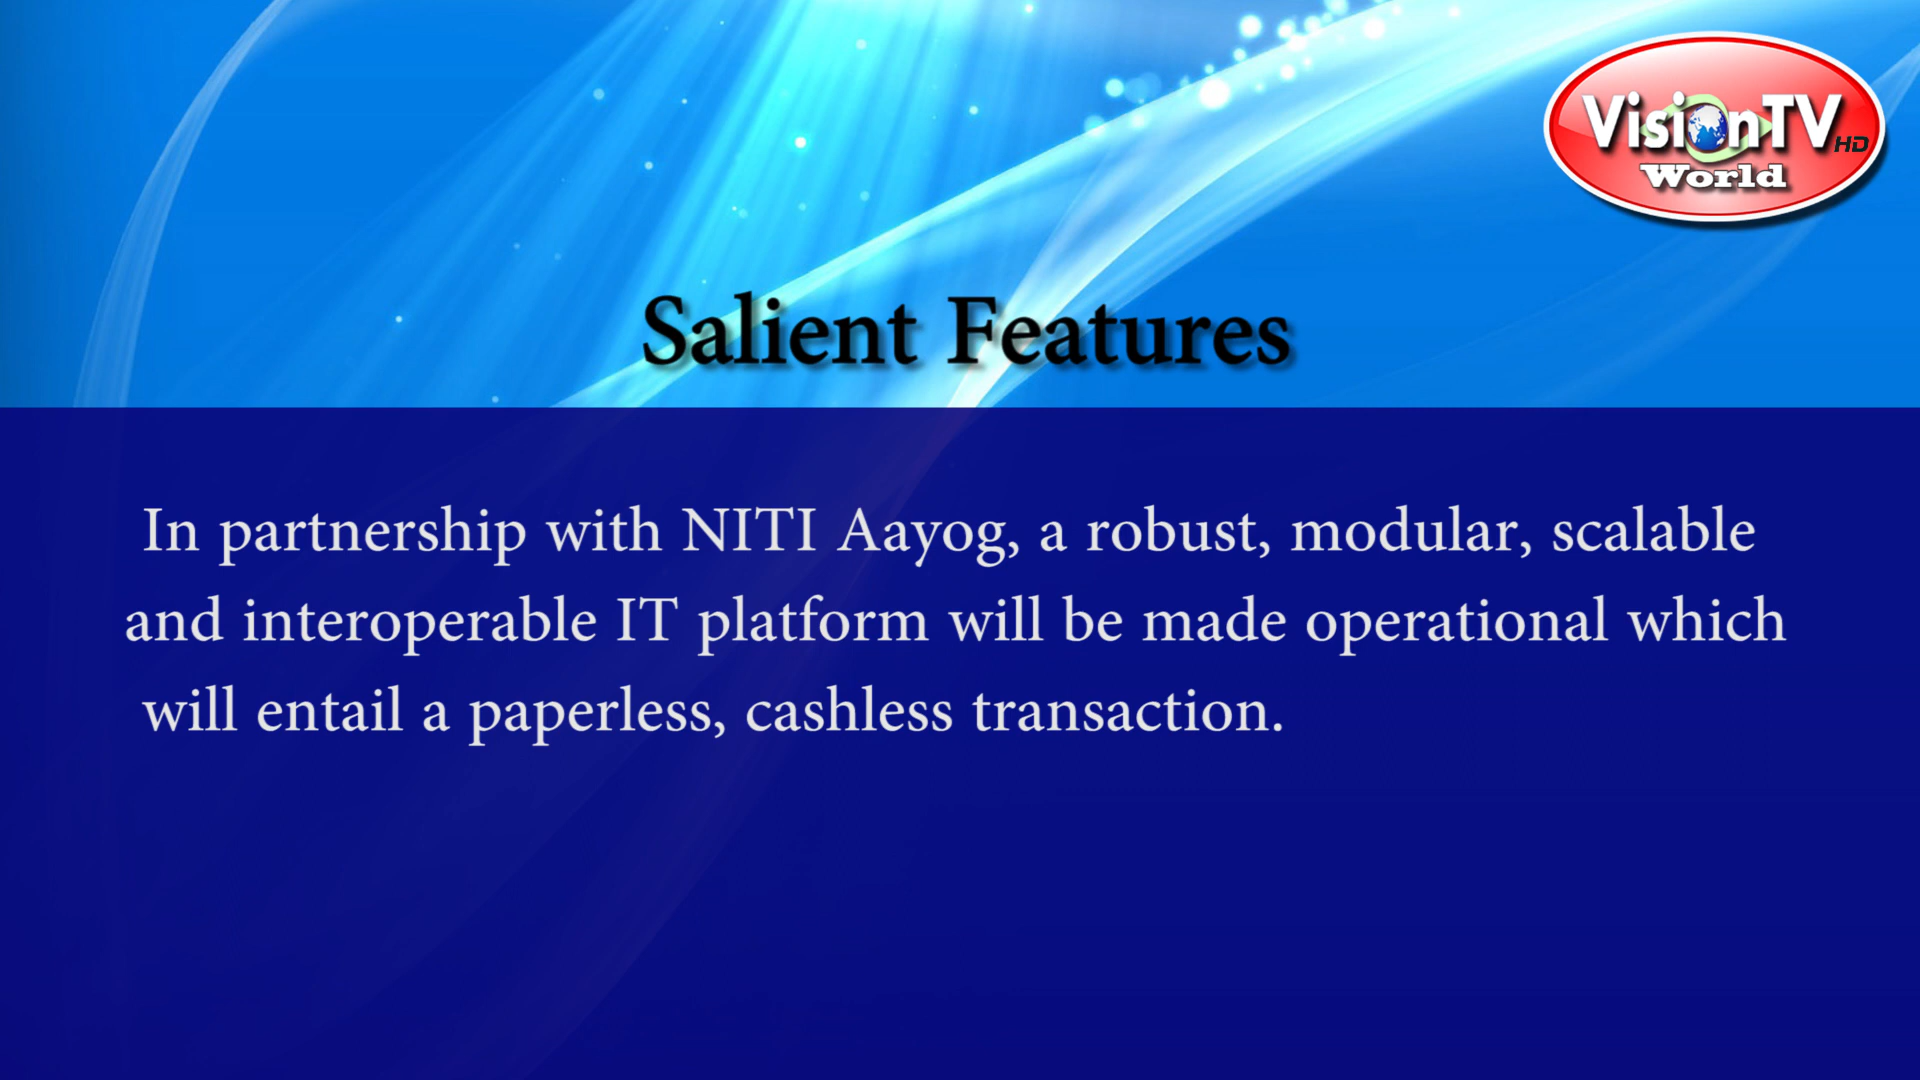 VisionTV HD
World
Salient Features
In partnership with NITI Aayog, a robust, modular, scalable
and interoperable IT platform will be made operational which
will entail a paperless, cashless transaction.